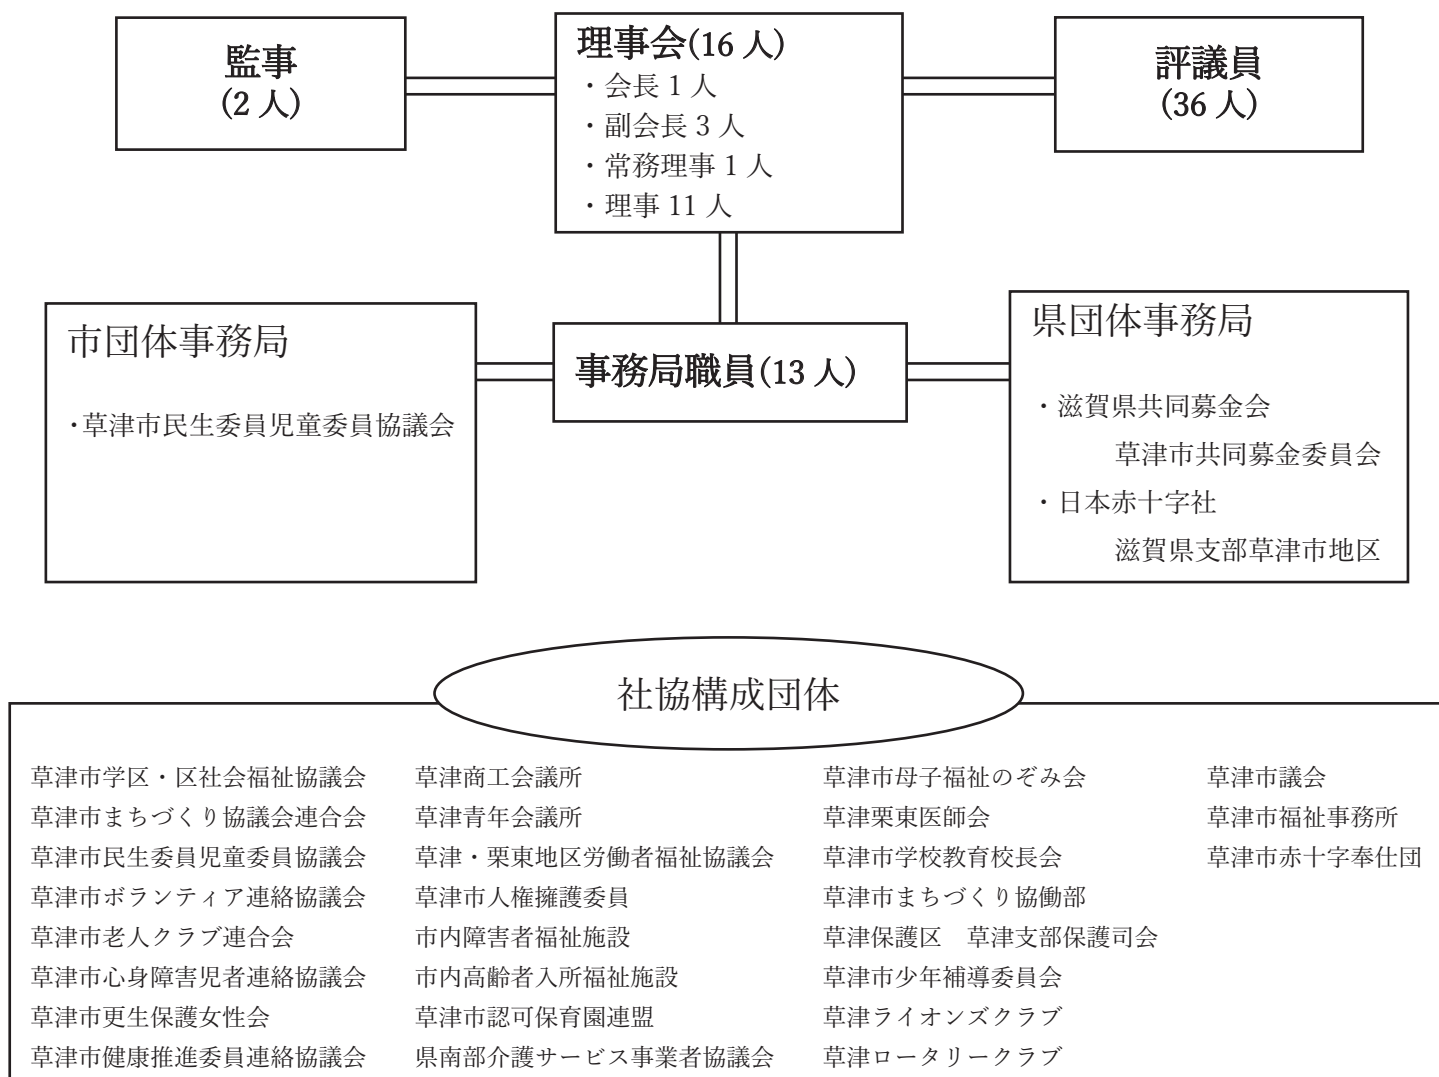 監事
(2 人)
理事会(16 人)
・会長 1 人
・副会長 3 人
・常務理事 1 人
・理事 11 人
評議員
(36 人)
市団体事務局
・草津市民生委員児童委員協議会
事務局職員(13 人)
県団体事務局
・滋賀県共同募金会
草津市共同募金委員会
・日本赤十字社
滋賀県支部草津市地区
社協構成団体
草津市学区・区社会福祉協議会
草津市まちづくり協議会連合会
草津市民生委員児童委員協議会
草津市ボランティア連絡協議会
草津市老人クラブ連合会
草津市心身障害児者連絡協議会
草津市更生保護女性会
草津市健康推進委員連絡協議会
草津商工会議所
草津青年会議所
草津・栗東地区労働者福祉協議会
草津市人権擁護委員
市内障害者福祉施設
市内高齢者入所福祉施設
草津市認可保育園連盟
県南部介護サービス事業者協議会
草津市母子福祉のぞみ会
草津栗東医師会
草津市学校教育校長会
草津市まちづくり協働部
草津保護区　草津支部保護司会
草津市少年補導委員会
草津ライオンズクラブ
草津ロータリークラブ
草津市議会
草津市福祉事務所
草津市赤十字奉仕団